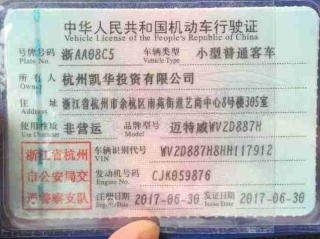 中华人民共和国机动车行驶证
Vehicle License of the People's Republic of China
号牌号码 浙AA08C5 车辆类型 小型普通客车
Plate No. Vehicle Type
所有人 杭州凯华投资有限公司
Owner
住址 浙江省杭州市余杭区南苑街道艺尚中心8号楼305室
Address
使用性质 非营运 品牌型号 迈特威WV2D887H
Use Character Model
浙江省杭州 车辆识别代号 WV2D887H8HH117912
VIN
市公安局交 发动机号码 CJK059876
Engine No.
通警察支队 注册日期 2017-06-30 发证日期 2017-06-30
Register Date Issue Date